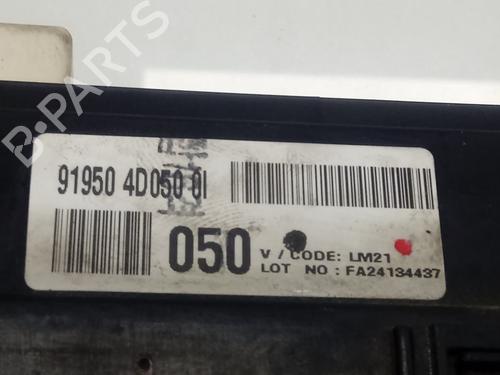 B-PARTS
91950 4D050 01
050
V / CODE: LM21
LOT NO : FA24134437